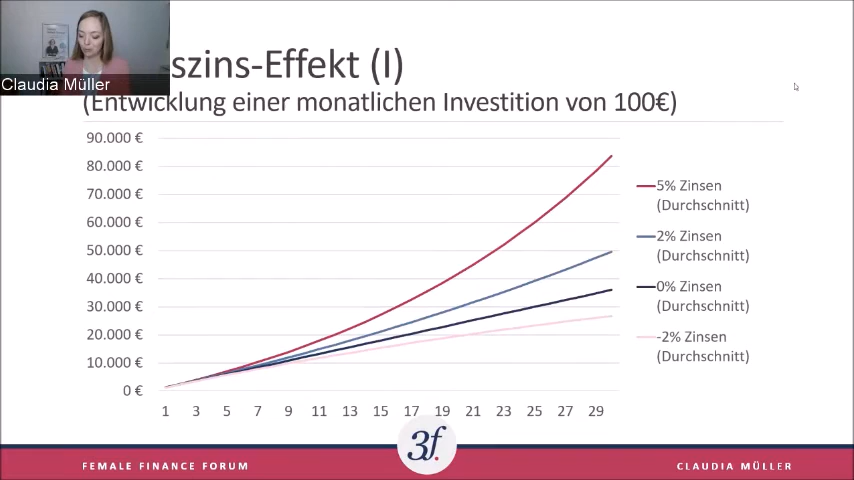 Claudia Müller
szins-Effekt (I)
(Entwicklung einer monatlichen Investition von 100€)
90.000 €
80.000 €
70.000 €
60.000 €
50.000 €
40.000 €
30.000 €
20.000 €
10.000 €
0 €
1 3 5 7 9 11 13 15 17 19 21 23 25 27 29
5% Zinsen
(Durchschnitt)
2% Zinsen
(Durchschnitt)
0% Zinsen
(Durchschnitt)
-2% Zinsen
(Durchschnitt)
FEMALE FINANCE FORUM
3f.
CLAUDIA MÜLLER